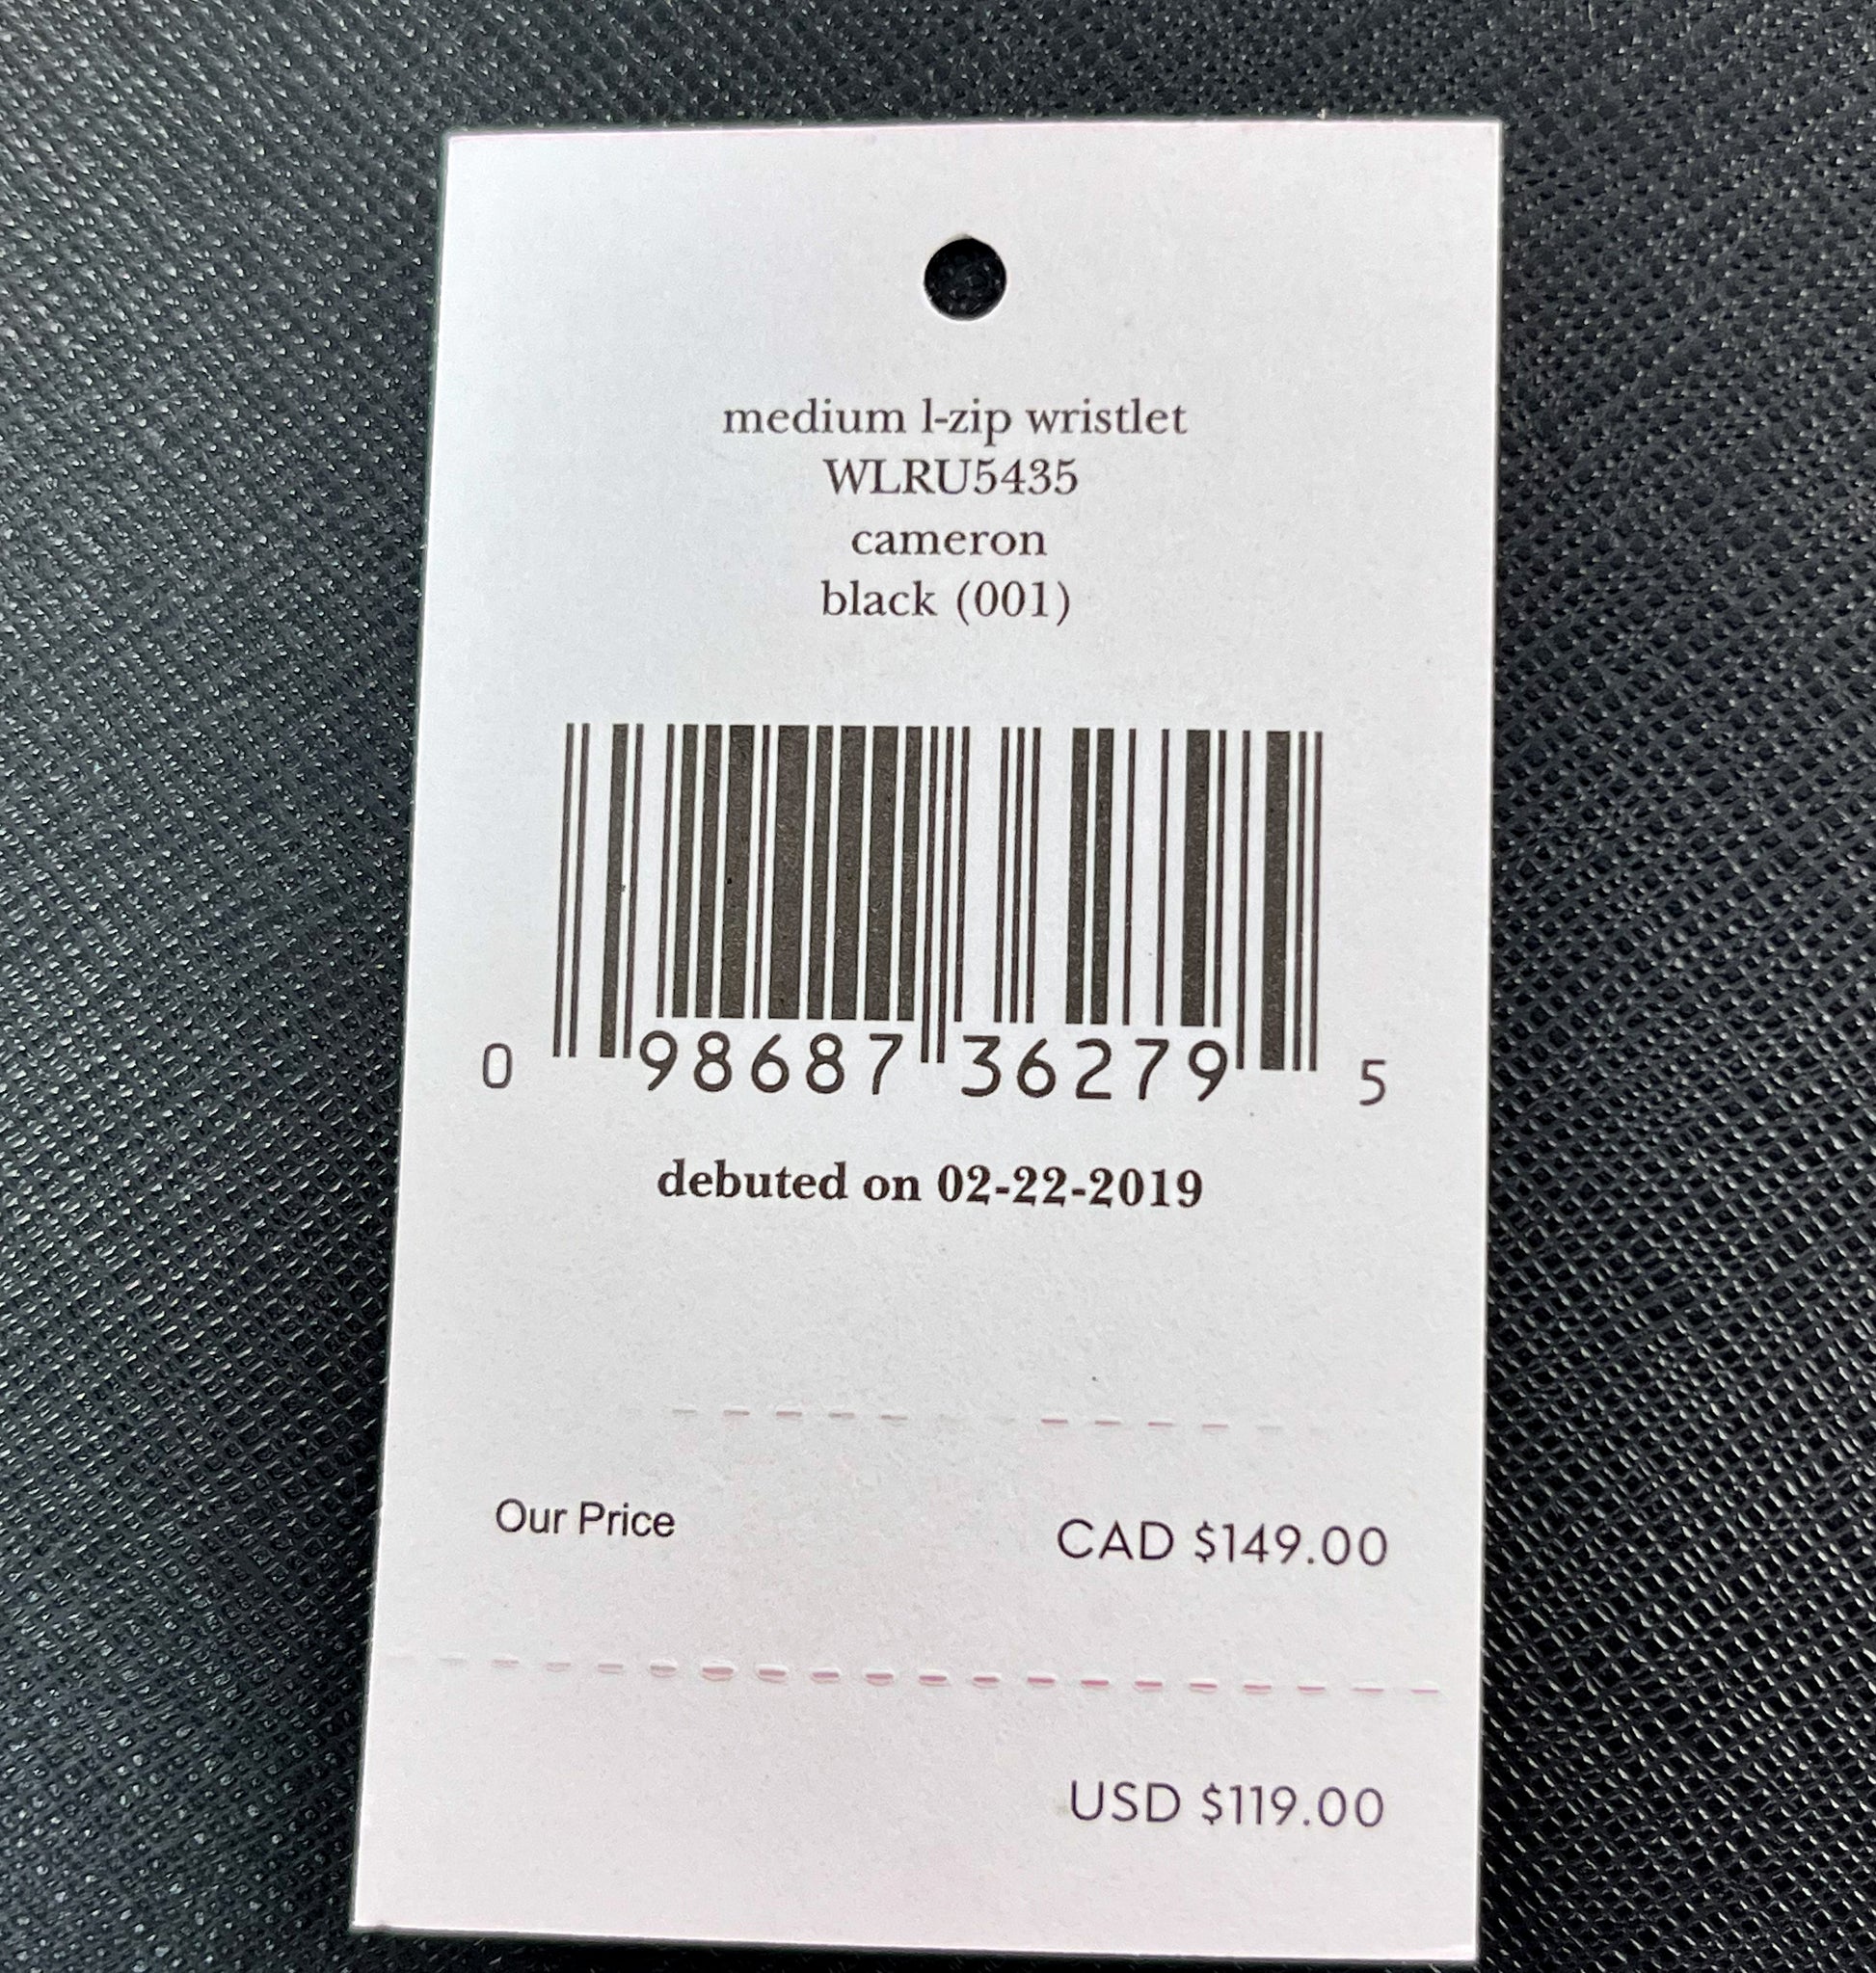 medium l-zip wristlet
WLRU5435
cameron
black (001)
0 98687 36279 5
debuted on 02-22-2019
Our Price CAD $149.00
USD $119.00